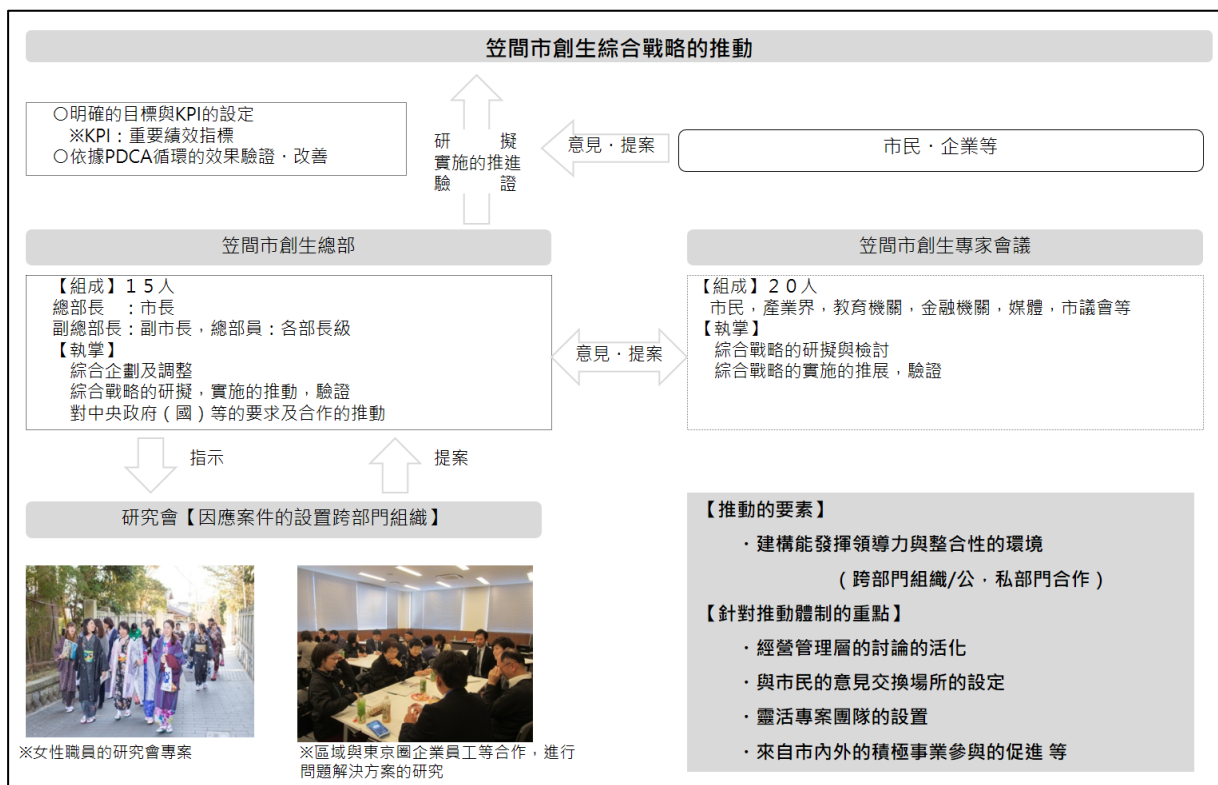 笠間市創生綜合戰略的推動
○明確的目標與KPI的設定
※KPI：重要績效指標
○依據PDCA循環的效果驗證‧改善
研　　擬
實施的推進
驗　　證
意見‧提案
市民‧企業等
笠間市創生總部
【組成】１５人
總部長　：市長
副總部長：副市長，總部員：各部長級
【執掌】
綜合企劃及調整
綜合戰略的研擬，實施的推動，驗證
對中央政府（國）等的要求及合作的推動
意見‧提案
笠間市創生專家會議
【組成】２０人
市民，產業界，教育機關，金融機關，媒體，市議會等
【執掌】
綜合戰略的研擬與檢討
綜合戰略的實施的推展，驗證
指示
提案
研究會【因應案件的設置跨部門組織】
※女性職員的研究會專案
※區域與東京圈企業員工等合作，進行
問題解決方案的研究
【推動的要素】
‧建構能發揮領導力與整合性的環境
（跨部門組織/公‧私部門合作）
【針對推動體制的重點】
‧經營管理層的討論的活化
‧與市民的意見交換場所的設定
‧靈活專案團隊的設置
‧來自市內外的積極事業參與的促進 等